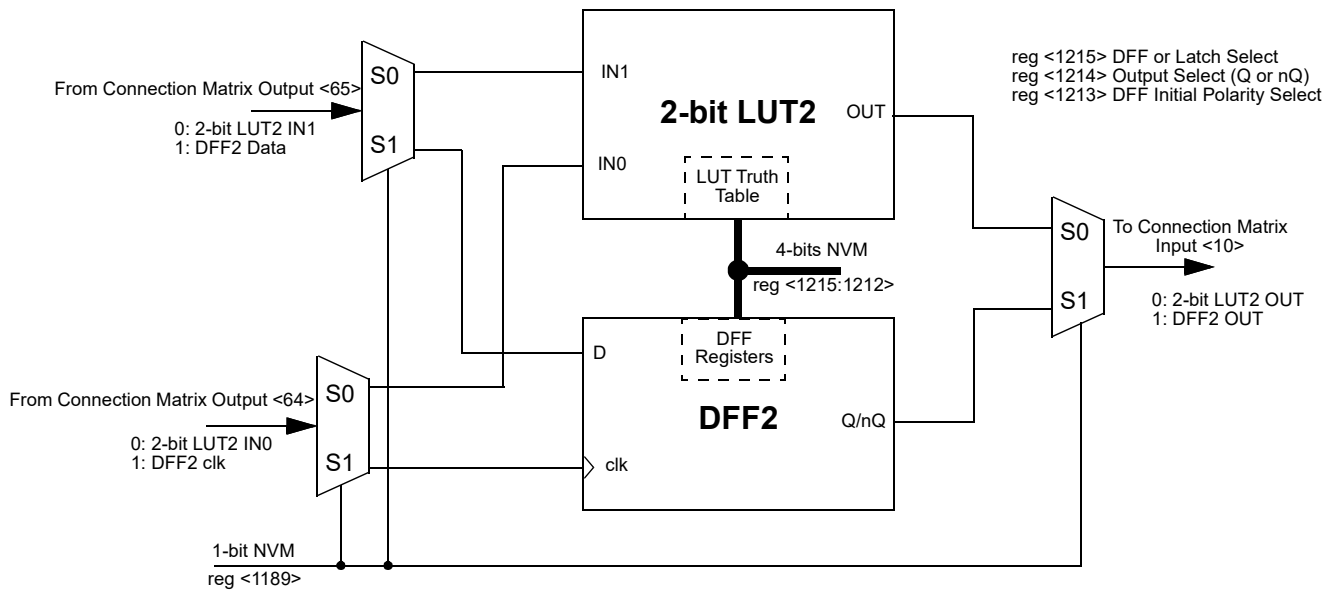 From Connection Matrix Output <65>
0: 2-bit LUT2 IN1
1: DFF2 Data
S0
S1
IN1
IN0
2-bit LUT2
OUT
LUT Truth
Table
reg <1215> DFF or Latch Select
reg <1214> Output Select (Q or nQ)
reg <1213> DFF Initial Polarity Select
4-bits NVM
reg <1215:1212>
S0
S1
To Connection Matrix
Input <10>
0: 2-bit LUT2 OUT
1: DFF2 OUT
From Connection Matrix Output <64>
0: 2-bit LUT2 IN0
1: DFF2 clk
S0
S1
D
clk
DFF
Registers
DFF2
Q/nQ
1-bit NVM
reg <1189>